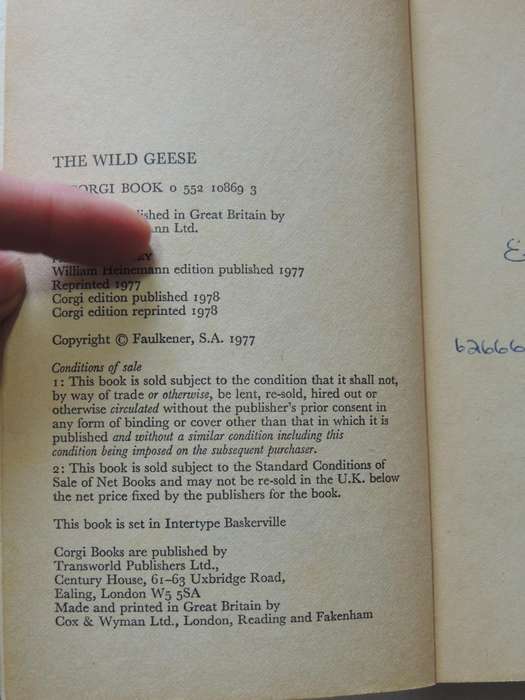 THE WILD GEESE
CORGI BOOK 0 552 10869 3
in Great Britain by
Ltd.
William Heinemann edition published 1977
Reprinted 1977
Corgi edition published 1978
Corgi edition reprinted 1978
Copyright © Faulkener, S.A. 1977
Conditions of sale
1: This book is sold subject to the condition that it shall not,
by way of trade or otherwise, be lent, re-sold, hired out or
otherwise circulated without the publisher's prior consent in
any form of binding or cover other than that in which it is
published and without a similar condition including this
condition being imposed on the subsequent purchaser.
2: This book is sold subject to the Standard Conditions of
Sale of Net Books and may not be re-sold in the U.K. below
the net price fixed by the publishers for the book.
This book is set in Intertype Baskerville
Corgi Books are published by
Transworld Publishers Ltd.,
Century House, 61–63 Uxbridge Road,
Ealing, London W5 5SA
Made and printed in Great Britain by
Cox & Wyman Ltd., London, Reading and Fakenham